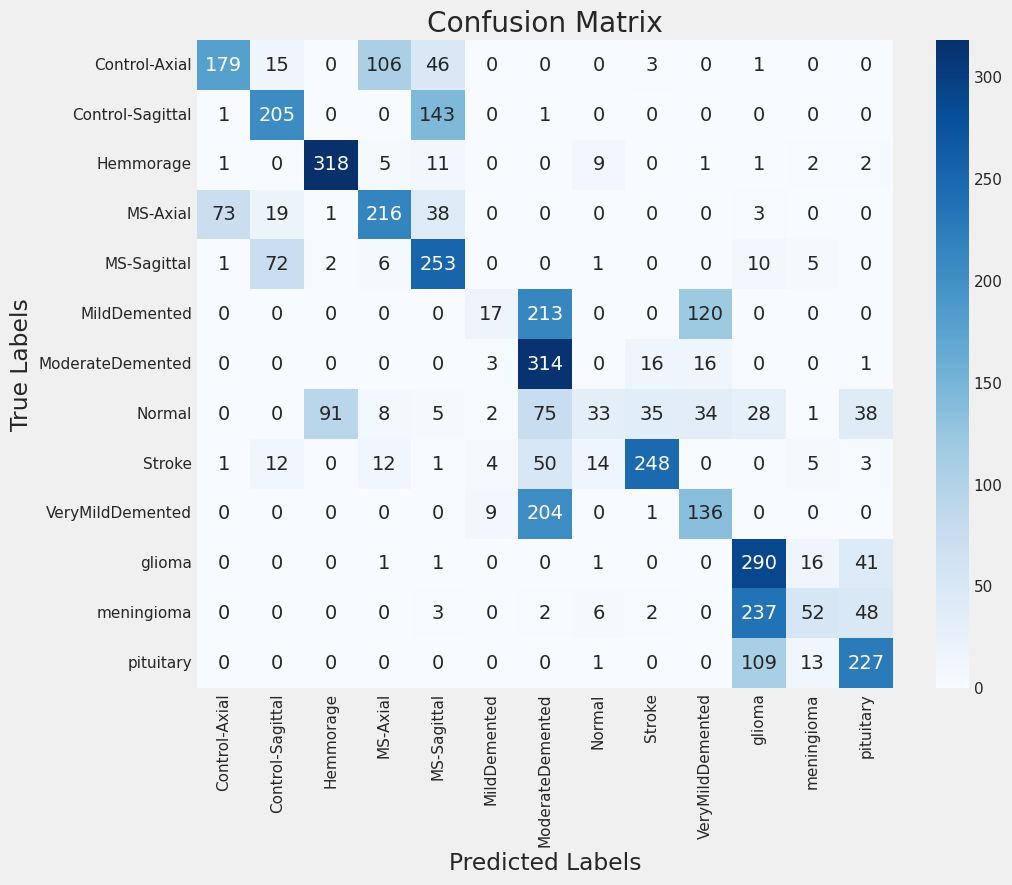 Confusion Matrix
True Labels
Control-Axial 179 15 0 106 46 0 0 0 3 0 1 0 0
Control-Sagittal 1 205 0 0 143 0 1 0 0 0 0 0 0
Hemmorage 1 0 318 5 11 0 0 9 0 1 1 2 2
MS-Axial 73 19 1 216 38 0 0 0 0 0 3 0 0
MS-Sagittal 1 72 2 6 253 0 0 1 0 0 10 5 0
MildDemented 0 0 0 0 0 17 213 0 0 120 0 0 0
ModerateDemented 0 0 0 0 0 3 314 0 16 16 0 0 1
Normal 0 0 91 8 5 2 75 33 35 34 28 1 38
Stroke 1 12 0 12 1 4 50 14 248 0 0 5 3
VeryMildDemented 0 0 0 0 0 9 204 0 1 136 0 0 0
glioma 0 0 0 1 1 0 0 1 0 0 290 16 41
meningioma 0 0 0 0 3 0 2 6 2 0 237 52 48
pituitary 0 0 0 0 0 0 0 1 0 0 109 13 227
Control-Axial Control-Sagittal Hemmorage MS-Axial MS-Sagittal MildDemented ModerateDemented Normal Stroke VeryMildDemented glioma meningioma pituitary
Predicted Labels
300
250
200
150
100
50
0